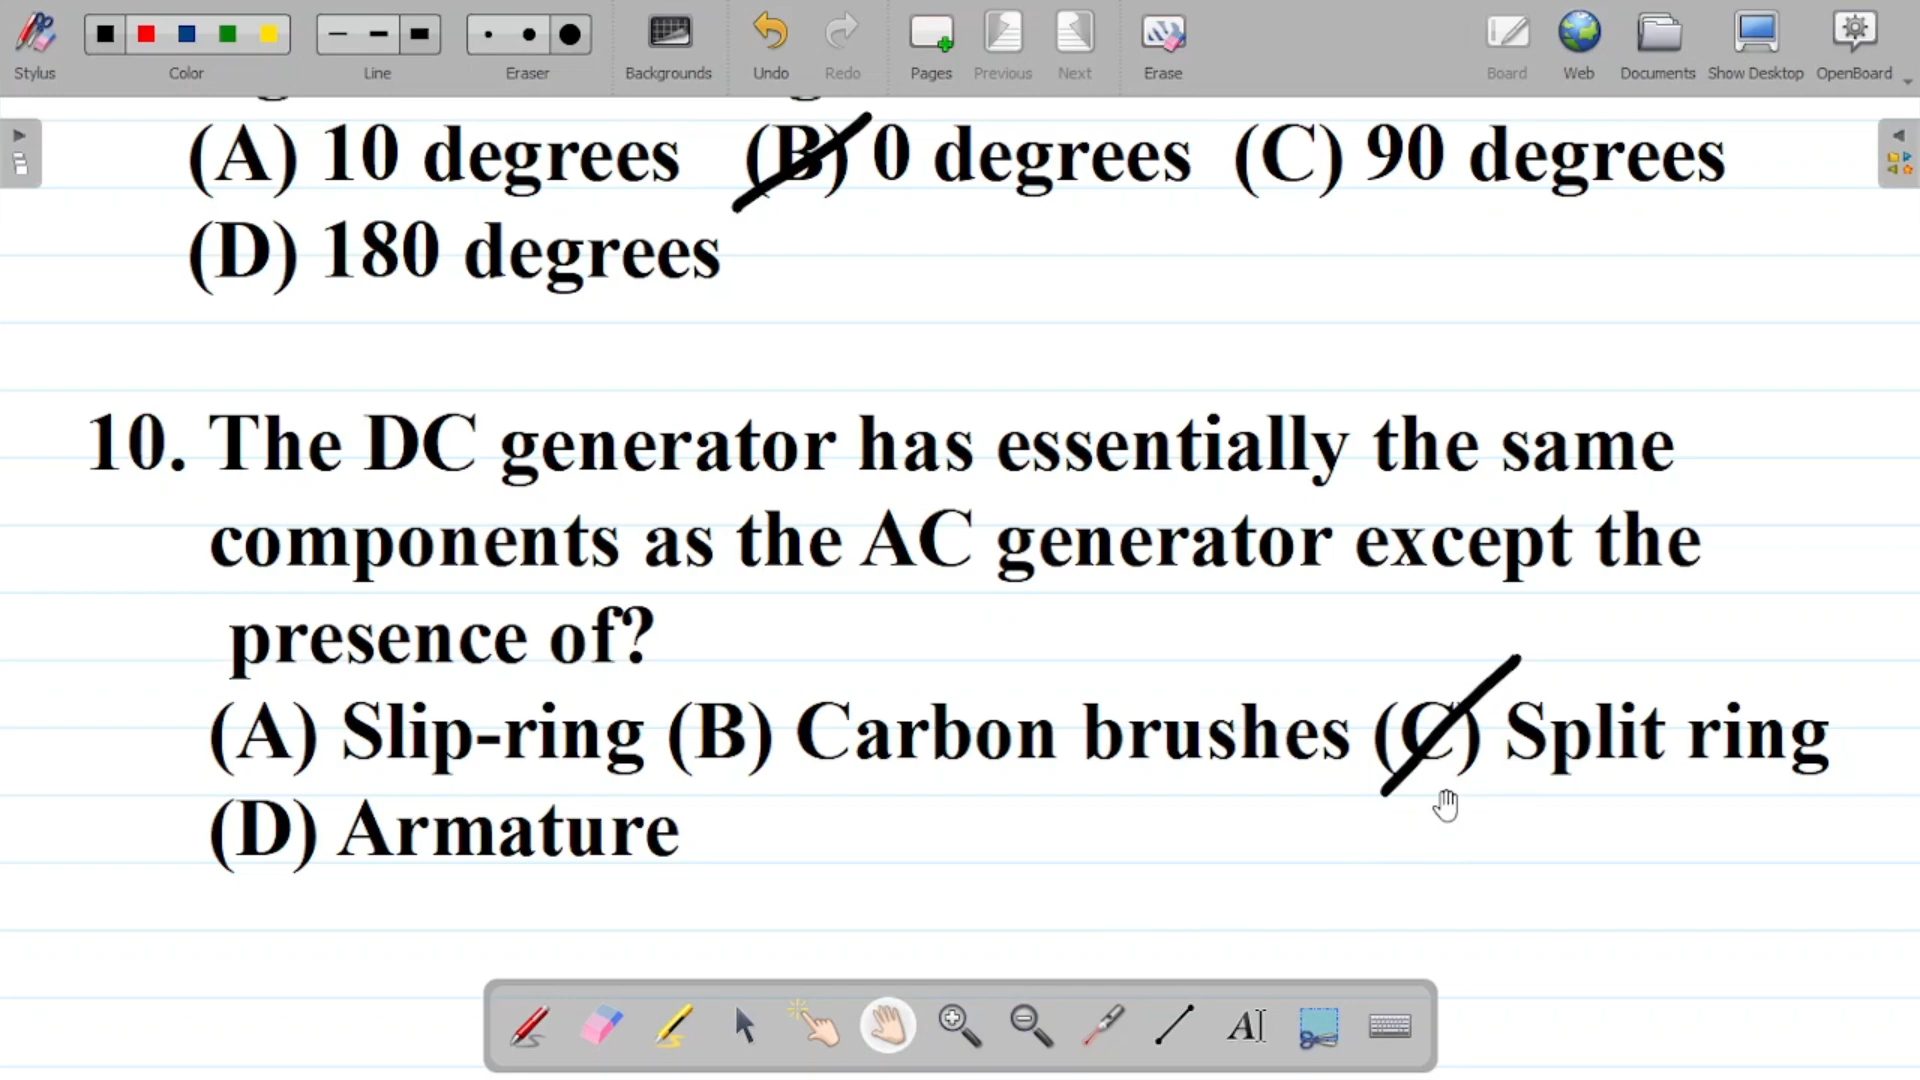 Stylus
Color
Line
Eraser
Backgrounds
Undo
Redo
Pages
Previous
Next
Erase
Board
Web
Documents
Show Desktop
OpenBoard
(A) 10 degrees (B) 0 degrees (C) 90 degrees
(D) 180 degrees
10. The DC generator has essentially the same
components as the AC generator except the
presence of?
(A) Slip-ring (B) Carbon brushes (C) Split ring
(D) Armature
AI